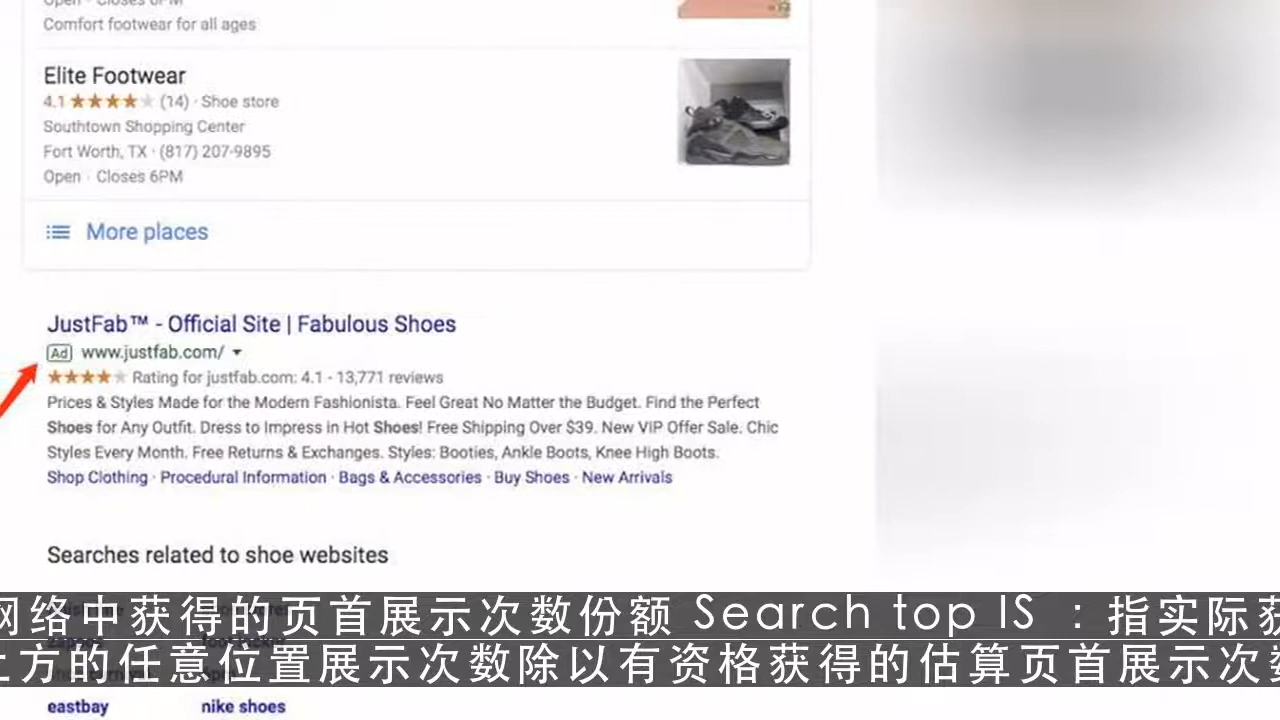 Open · Closes 6PM
Comfort footwear for all ages
Elite Footwear
4.1 ★★★★★ (14) · Shoe store
Southtown Shopping Center
Fort Worth, TX · (817) 207-9895
Open · Closes 6PM
More places
JustFab™ - Official Site | Fabulous Shoes
Ad www.justfab.com/
★★★★★ Rating for justfab.com: 4.1 - 13,771 reviews
Prices & Styles Made for the Modern Fashionista. Feel Great No Matter the Budget. Find the Perfect
Shoes for Any Outfit. Dress to Impress in Hot Shoes! Free Shipping Over $39. New VIP Offer Sale. Chic
Styles Every Month. Free Returns & Exchanges. Styles: Booties, Ankle Boots, Knee High Boots.
Shop Clothing · Procedural Information · Bags & Accessories · Buy Shoes · New Arrivals
Searches related to shoe websites
网络中获得的页首展示次数份额 Search top IS ：指实际获
上方的任意位置展示次数除以有资格获得的估算页首展示次数
eastbay nike shoes